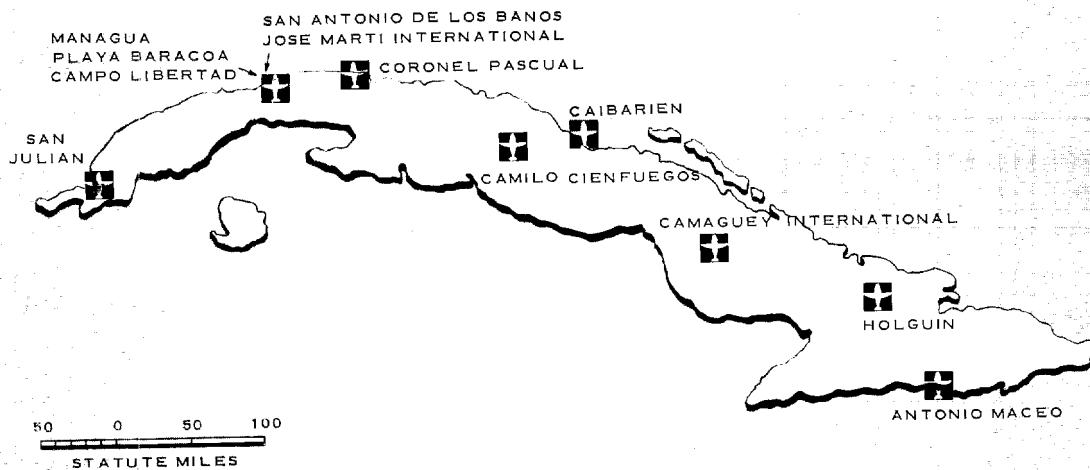 SAN ANTONIO DE LOS BANOS
JOSE MARTI INTERNATIONAL
MANAGUA
PLAYA BARACOA
CAMPO LIBERTAD
CORONEL PASCUAL
CAIBARIEN
SAN
JULIAN
CAMILO CIENFUEGOS
CAMAGUEY INTERNATIONAL
HOLGUIN
ANTONIO MACEO
50 0 50 100
STATUTE MILES